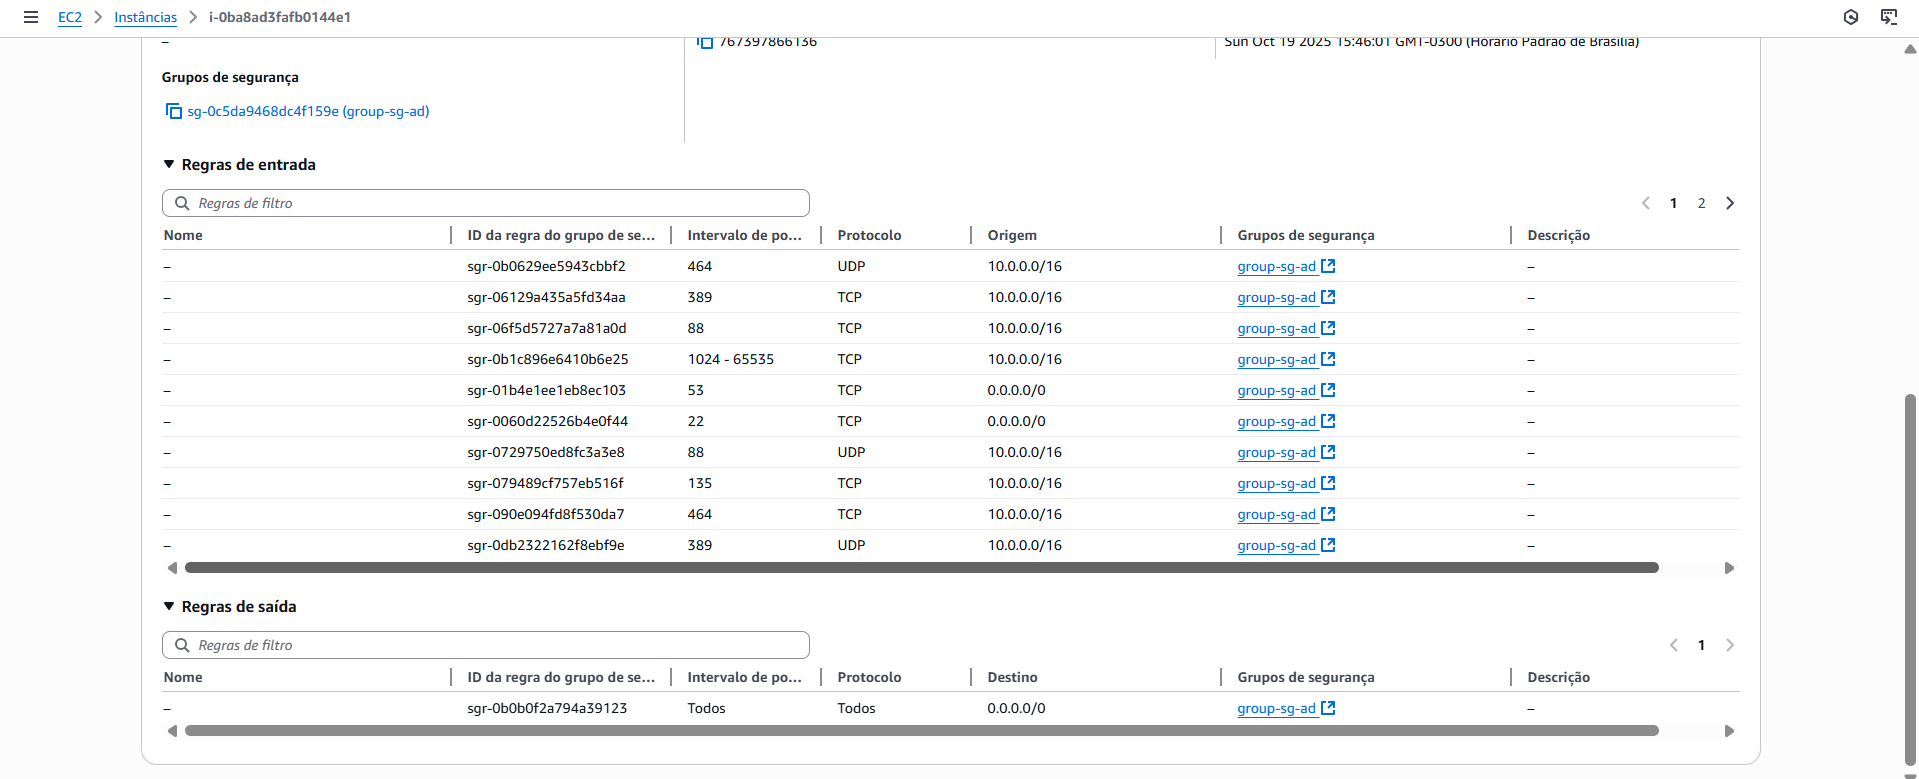 EC2 > Instâncias > i-0ba8ad3fafb0144e1
– 767397866136 Sun Oct 19 2025 15:46:01 GMT-0300 (Horário Padrão de Brasília)
Grupos de segurança
sg-0c5da9468dc4f159e (group-sg-ad)
Regras de entrada
Regras de filtro
1 2
Nome ID da regra do grupo de se... Intervalo de po... Protocolo Origem Grupos de segurança Descrição
– sgr-0b0629ee5943cbbf2 464 UDP 10.0.0.0/16 group-sg-ad –
– sgr-06129a435a5fd34aa 389 TCP 10.0.0.0/16 group-sg-ad –
– sgr-06f5d5727a7a81a0d 88 TCP 10.0.0.0/16 group-sg-ad –
– sgr-0b1c896e6410b6e25 1024 - 65535 TCP 10.0.0.0/16 group-sg-ad –
– sgr-01b4e1ee1eb8ec103 53 TCP 0.0.0.0/0 group-sg-ad –
– sgr-0060d22526b4e0f44 22 TCP 0.0.0.0/0 group-sg-ad –
– sgr-0729750ed8fc3a3e8 88 UDP 10.0.0.0/16 group-sg-ad –
– sgr-079489cf757eb516f 135 TCP 10.0.0.0/16 group-sg-ad –
– sgr-090e094fd8f530da7 464 TCP 10.0.0.0/16 group-sg-ad –
– sgr-0db2322162f8ebf9e 389 UDP 10.0.0.0/16 group-sg-ad –
Regras de saída
Regras de filtro
1
Nome ID da regra do grupo de se... Intervalo de po... Protocolo Destino Grupos de segurança Descrição
– sgr-0b0b0f2a794a39123 Todos Todos 0.0.0.0/0 group-sg-ad –